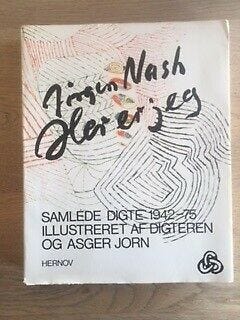 Jørgen Nash
Her er jeg
SAMLEDE DIGTE 1942-75
ILLUSTRERET AF DIGTEREN
OG ASGER JORN
HERNOV